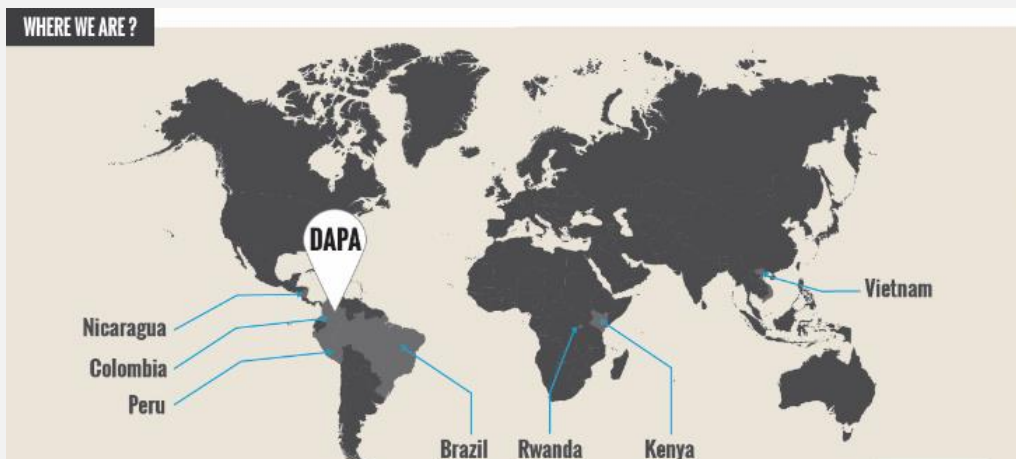 WHERE WE ARE ?
DAPA
Nicaragua
Colombia
Peru
Brazil
Rwanda
Kenya
Vietnam